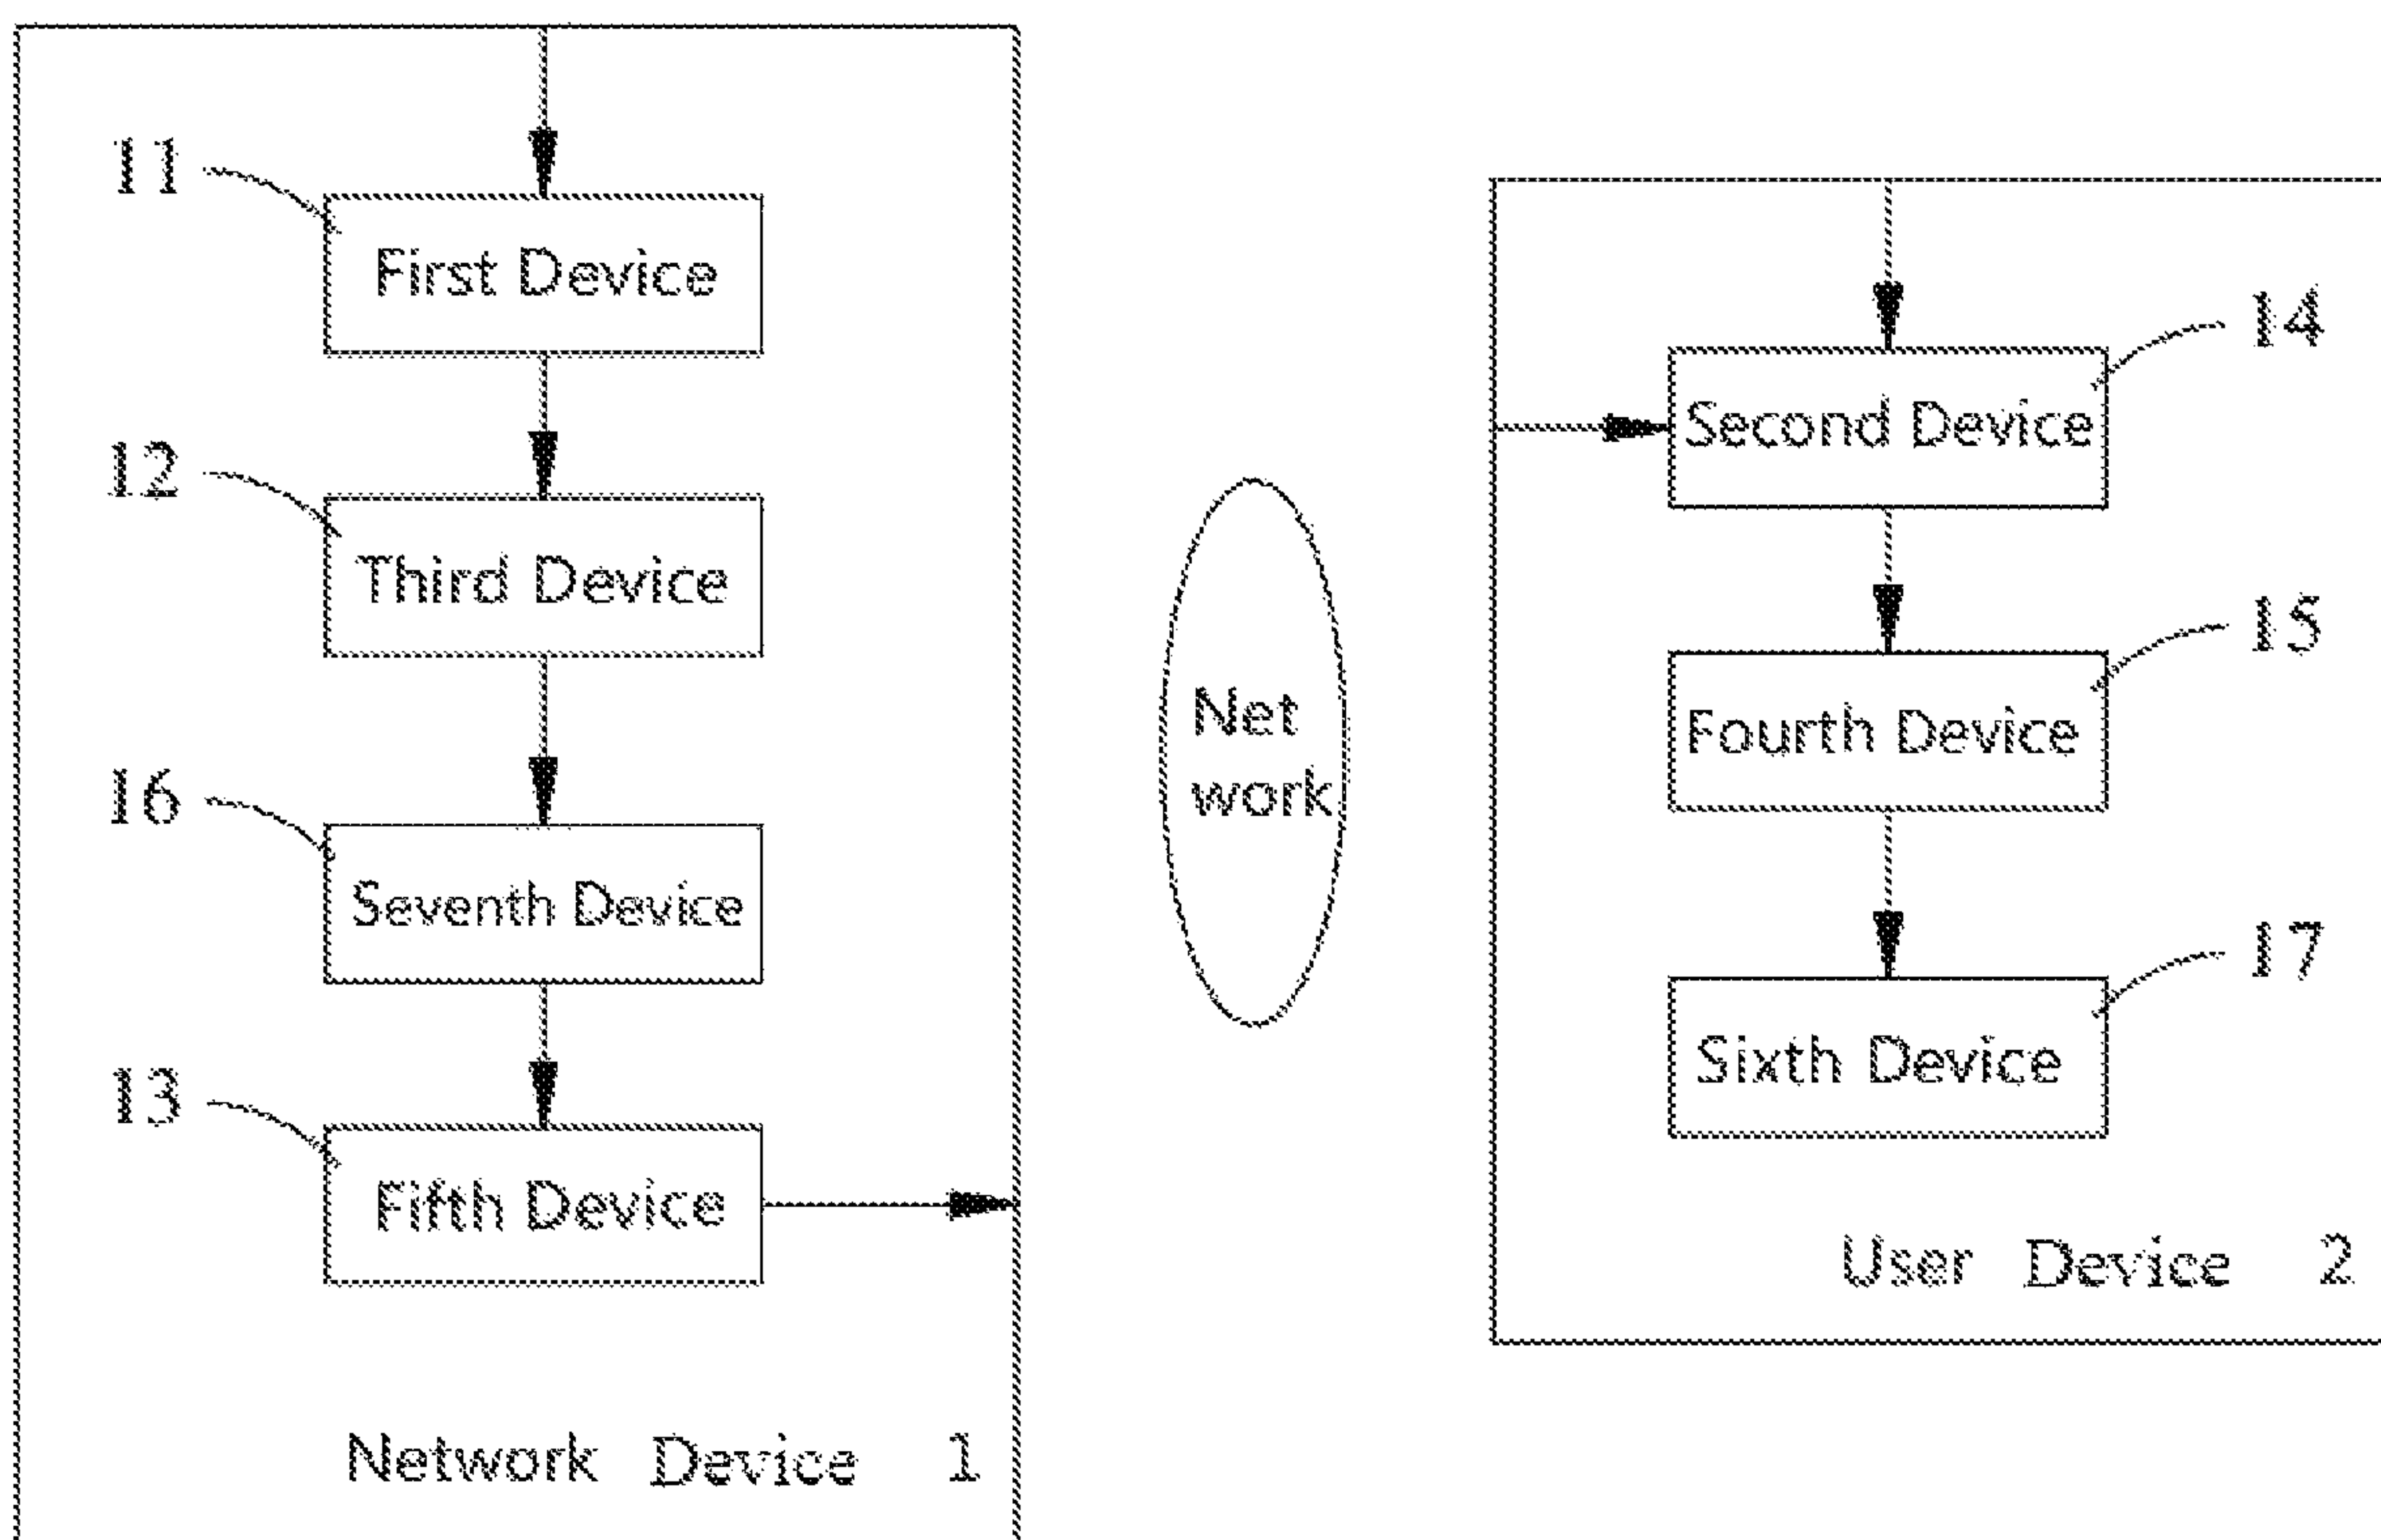 11
First Device
12
Third Device
16
Seventh Device
13
Fifth Device
Network Device 1
Net
work
14
Second Device
15
Fourth Device
17
Sixth Device
User Device 2